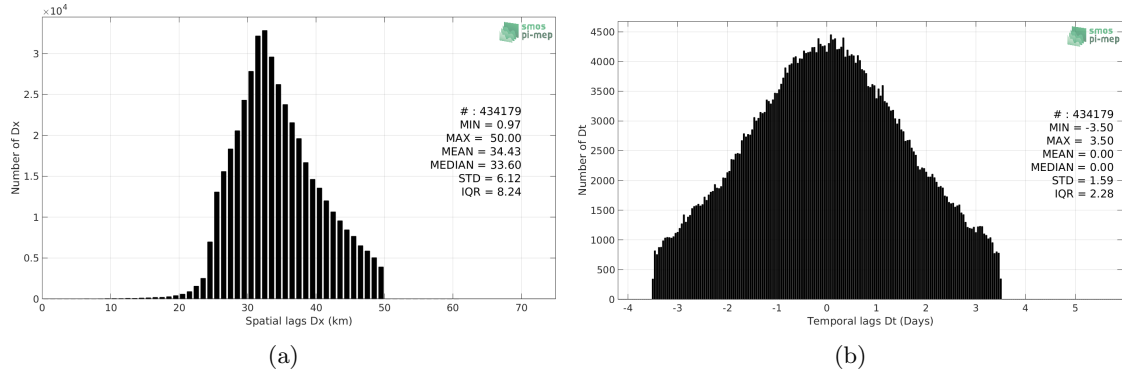 ×10⁴
3
2.5
2
1.5
1
0.5
0
Number of Dx
0 10 20 30 40 50 60 70
Spatial lags Dx (km)
smos
pi-mep
# : 434179
MIN = 0.97
MAX = 50.00
MEAN = 34.43
MEDIAN = 33.60
STD = 6.12
IQR = 8.24
(a)
4500
4000
3500
3000
2500
2000
1500
1000
500
0
Number of Dt
-4 -3 -2 -1 0 1 2 3 4 5
Temporal lags Dt (Days)
smos
pi-mep
# : 434179
MIN = -3.50
MAX = 3.50
MEAN = 0.00
MEDIAN = 0.00
STD = 1.59
IQR = 2.28
(b)